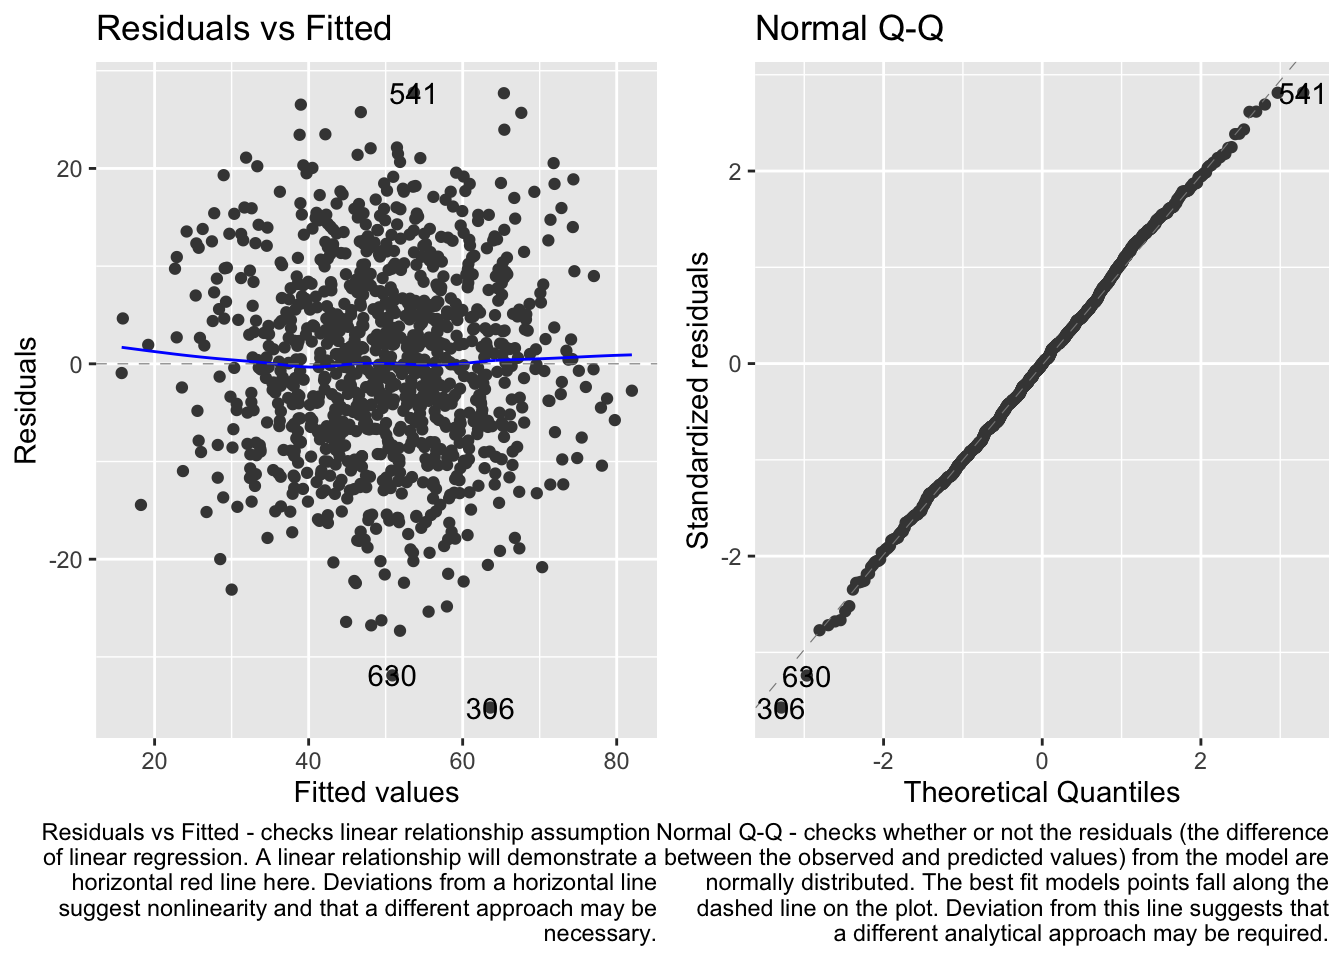 Residuals vs Fitted
541
20
0
-20
630
306
20
40
60
80
Residuals
Fitted values
Residuals vs Fitted - checks linear relationship assumption
of linear regression. A linear relationship will demonstrate a
horizontal red line here. Deviations from a horizontal line
suggest nonlinearity and that a different approach may be
necessary.
Normal Q-Q
541
2
0
-2
630
306
-2
0
2
Standardized residuals
Theoretical Quantiles
Normal Q-Q - checks whether or not the residuals (the difference
between the observed and predicted values) from the model are
normally distributed. The best fit models points fall along the
dashed line on the plot. Deviation from this line suggests that
a different analytical approach may be required.